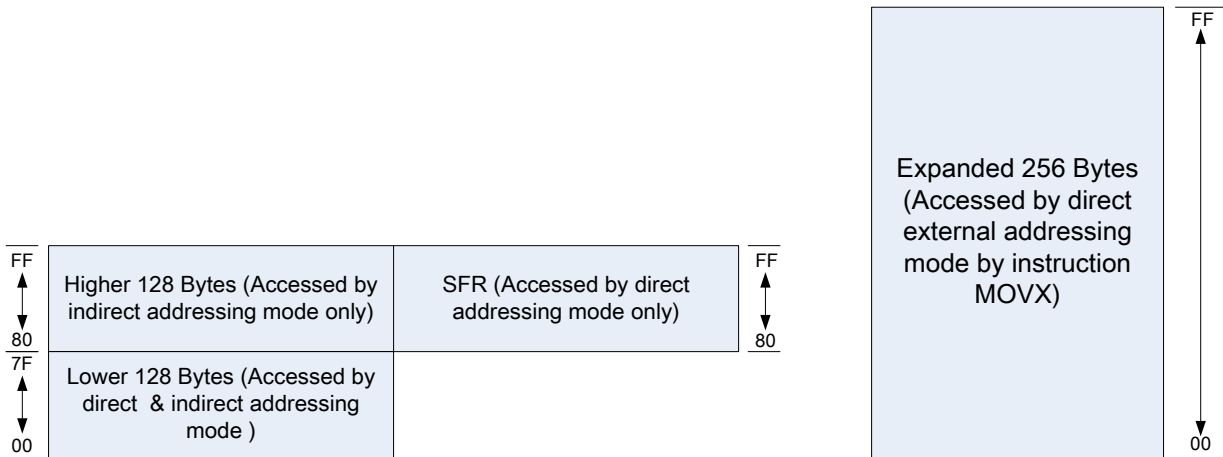 FF
Higher 128 Bytes (Accessed by
indirect addressing mode only)
80
SFR (Accessed by direct
addressing mode only)
FF
80
7F
Lower 128 Bytes (Accessed by
direct & indirect addressing
mode )
00
Expanded 256 Bytes
(Accessed by direct
external addressing
mode by instruction
MOVX)
FF
00